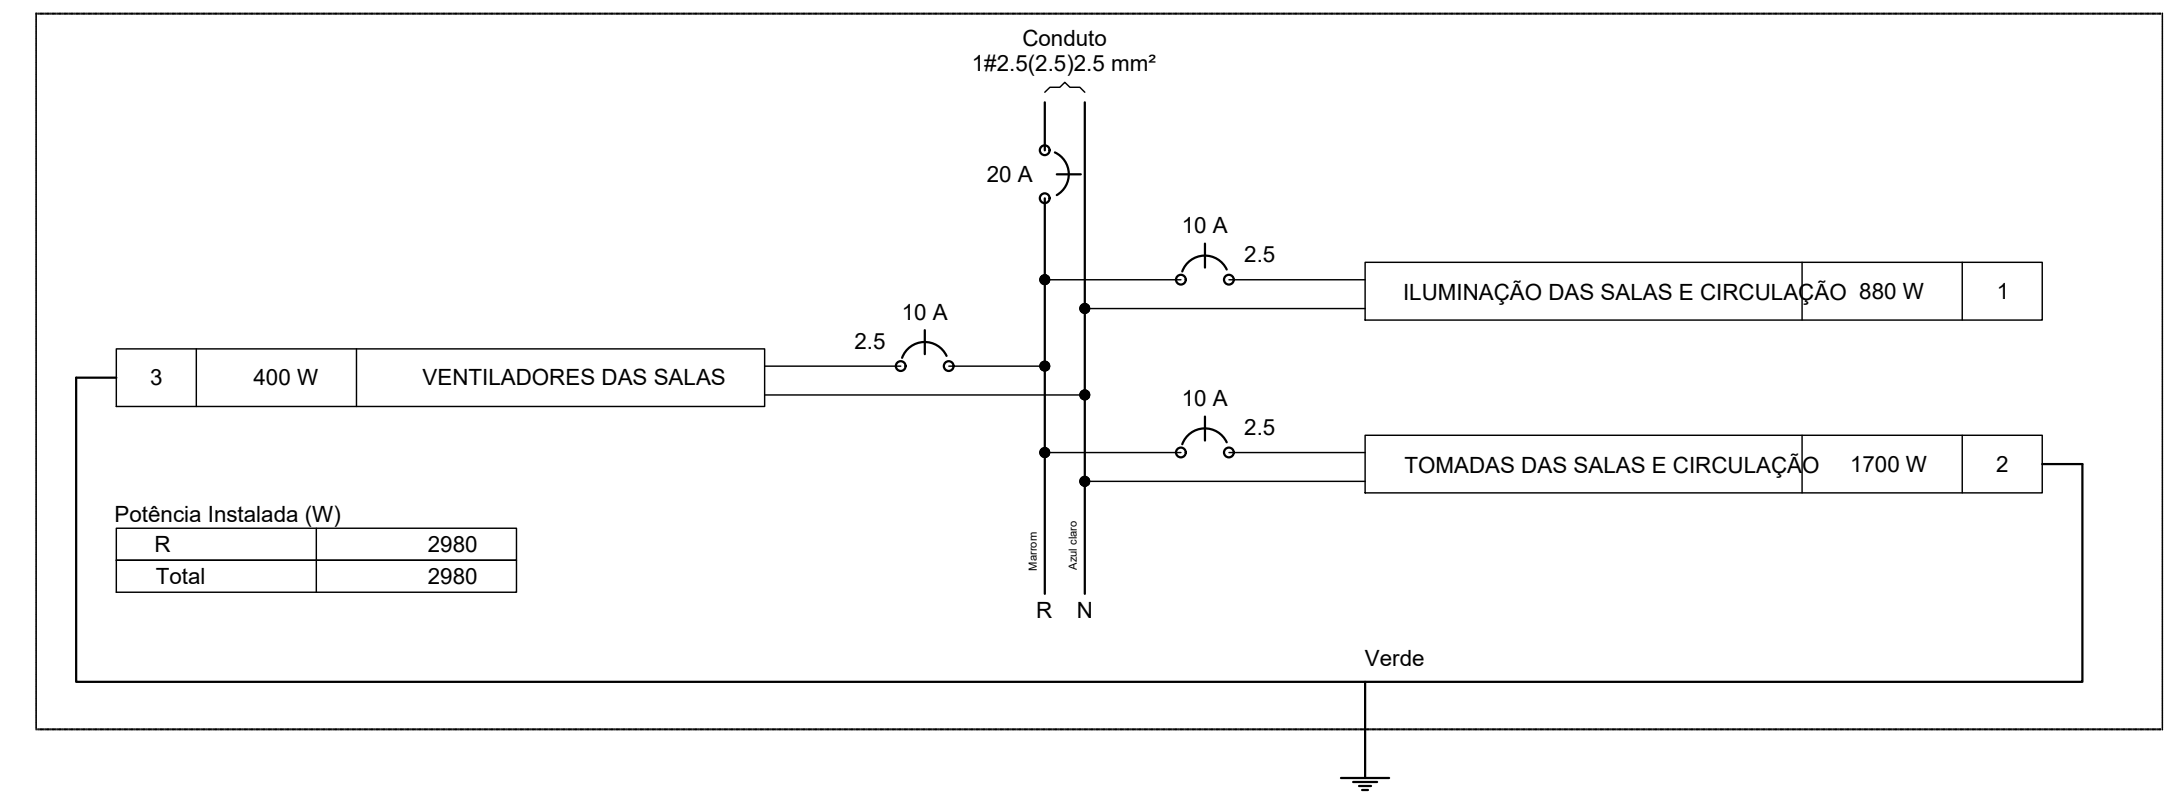 Conduto
1#2.5(2.5)2.5 mm²
20 A
10 A
2.5
ILUMINAÇÃO DAS SALAS E CIRCULAÇÃO 880 W 1
10 A
2.5
3 400 W VENTILADORES DAS SALAS
10 A
2.5
TOMADAS DAS SALAS E CIRCULAÇÃO 1700 W 2
Potência Instalada (W)
R 2980
Total 2980
Marrom
Azul claro
R N
Verde